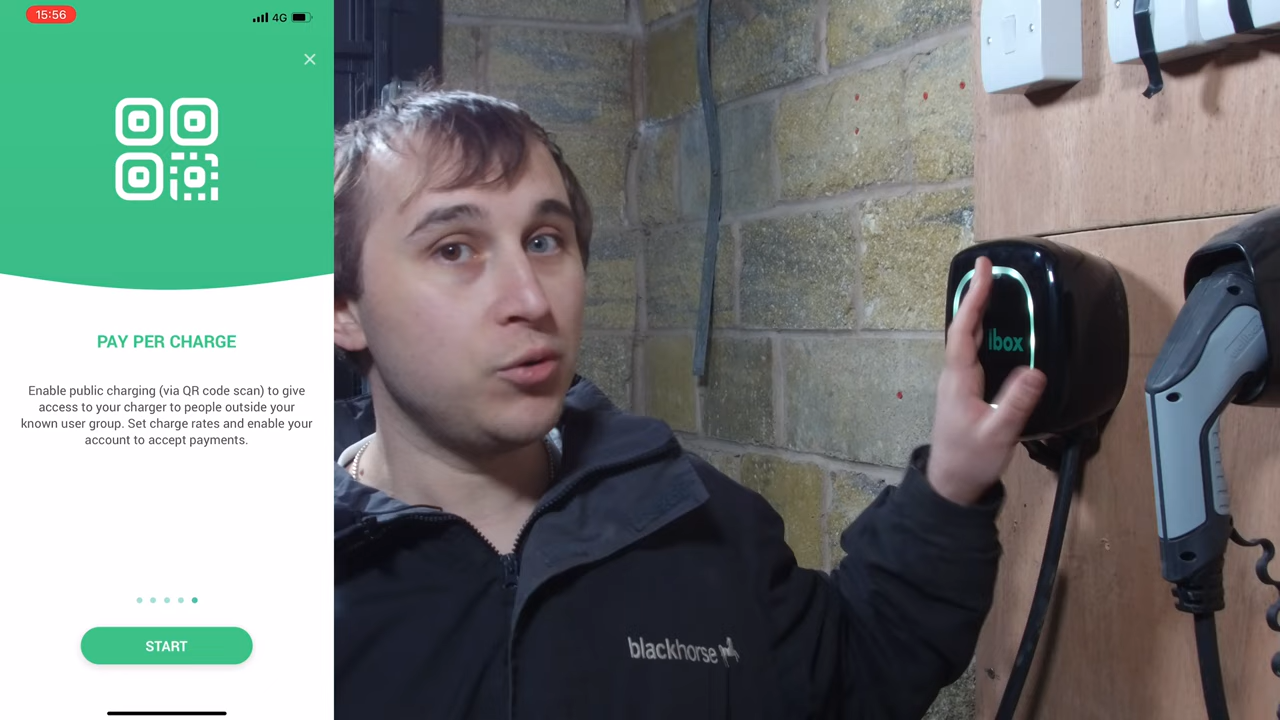 15:56
4G
PAY PER CHARGE
Enable public charging (via QR code scan) to give
access to your charger to people outside your
known user group. Set charge rates and enable your
account to accept payments.
START
ibox
blackhorse